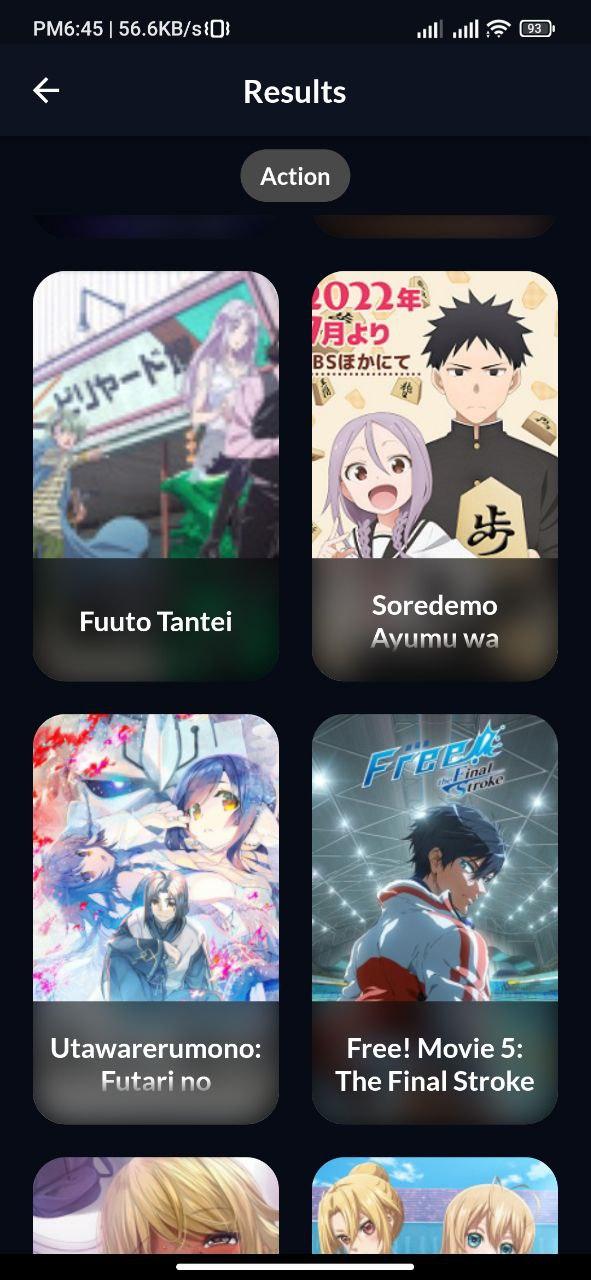 PM6:45 | 56.6KB/s
93
Results
Action
ビリヤード
2022年
7月より
BSほかにて
歩
Fuuto Tantei
Soredemo
Ayumu wa
Free!
the Final
Stroke
Utawarerumono:
Futari no
Free! Movie 5:
The Final Stroke